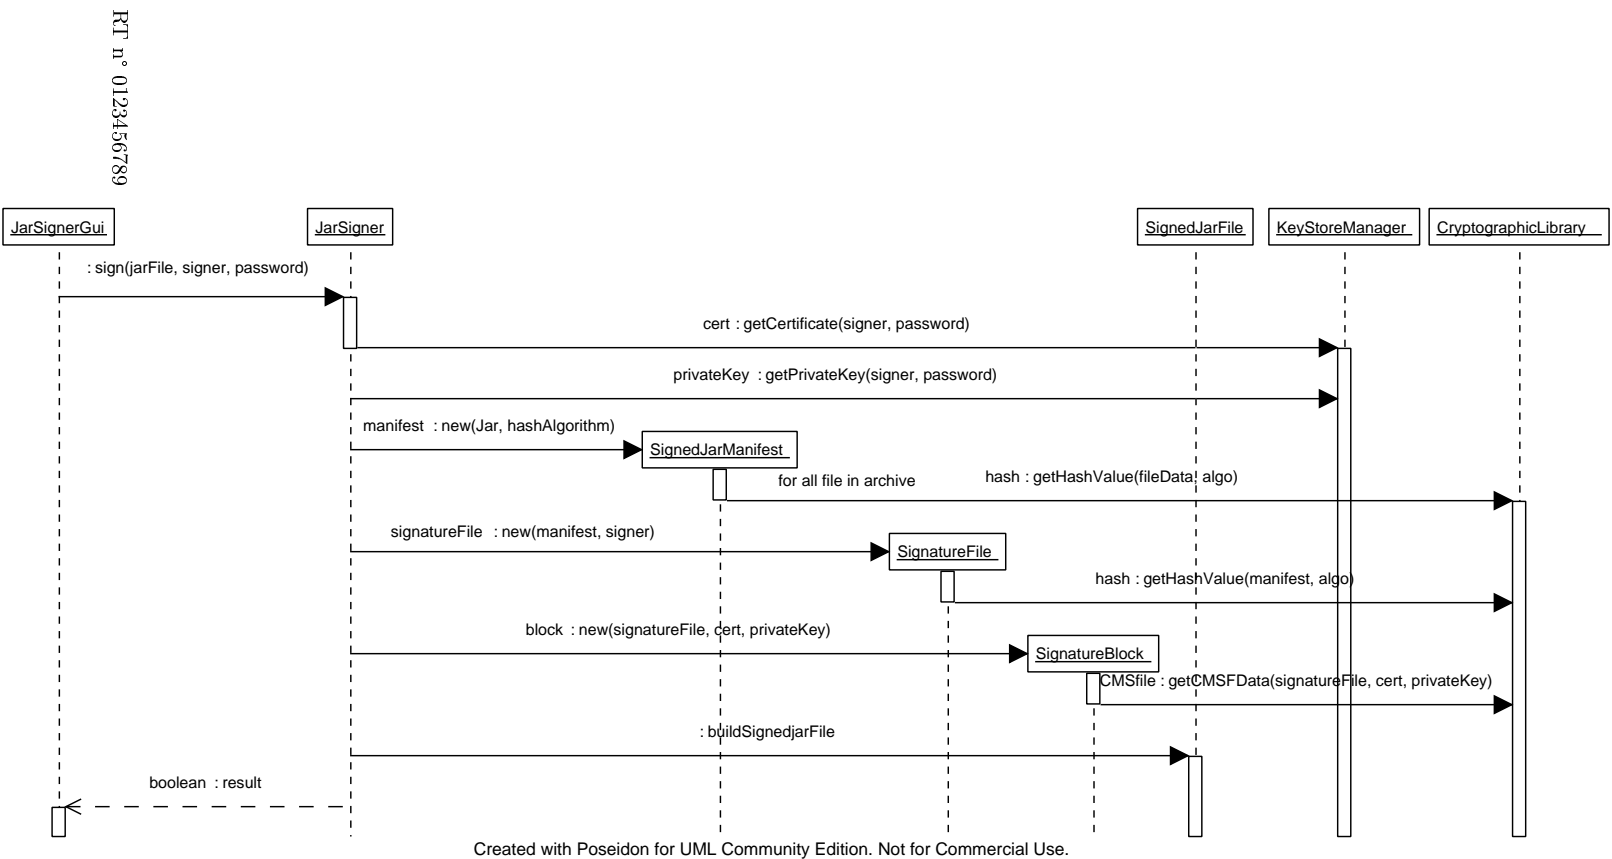 RT n° 0123456789
JarSignerGui
JarSigner
SignedJarFile
KeyStoreManager
CryptographicLibrary
: sign(jarFile, signer, password)
cert : getCertificate(signer, password)
privateKey : getPrivateKey(signer, password)
manifest : new(Jar, hashAlgorithm)
SignedJarManifest
for all file in archive
hash : getHashValue(fileData, algo)
signatureFile : new(manifest, signer)
SignatureFile
hash : getHashValue(manifest, algo)
block : new(signatureFile, cert, privateKey)
SignatureBlock
CMSfile : getCMSFData(signatureFile, cert, privateKey)
: buildSignedjarFile
boolean : result
Created with Poseidon for UML Community Edition. Not for Commercial Use.